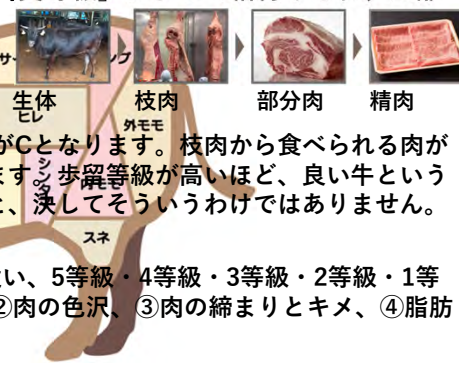 生体
枝肉
部分肉
精肉
ヒレ
外モモ
がCとなります。枝肉から食べられる肉が
ます。歩留等級が高いほど、良い牛という
と、決してそういうわけではありません。
スネ
い、5等級・4等級・3等級・2等級・1等
②肉の色沢、③肉の締まりとキメ、④脂肪